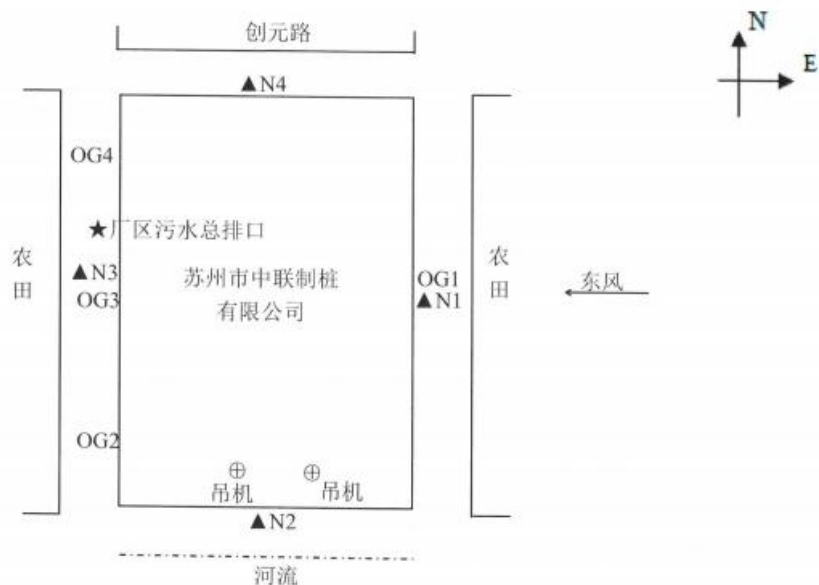 创元路
N
E
▲N4
OG4
★厂区污水总排口
农田
▲N3
OG3
苏州市中联制桩
有限公司
OG1
▲N1
农田
东风
OG2
吊机
吊机
▲N2
河流